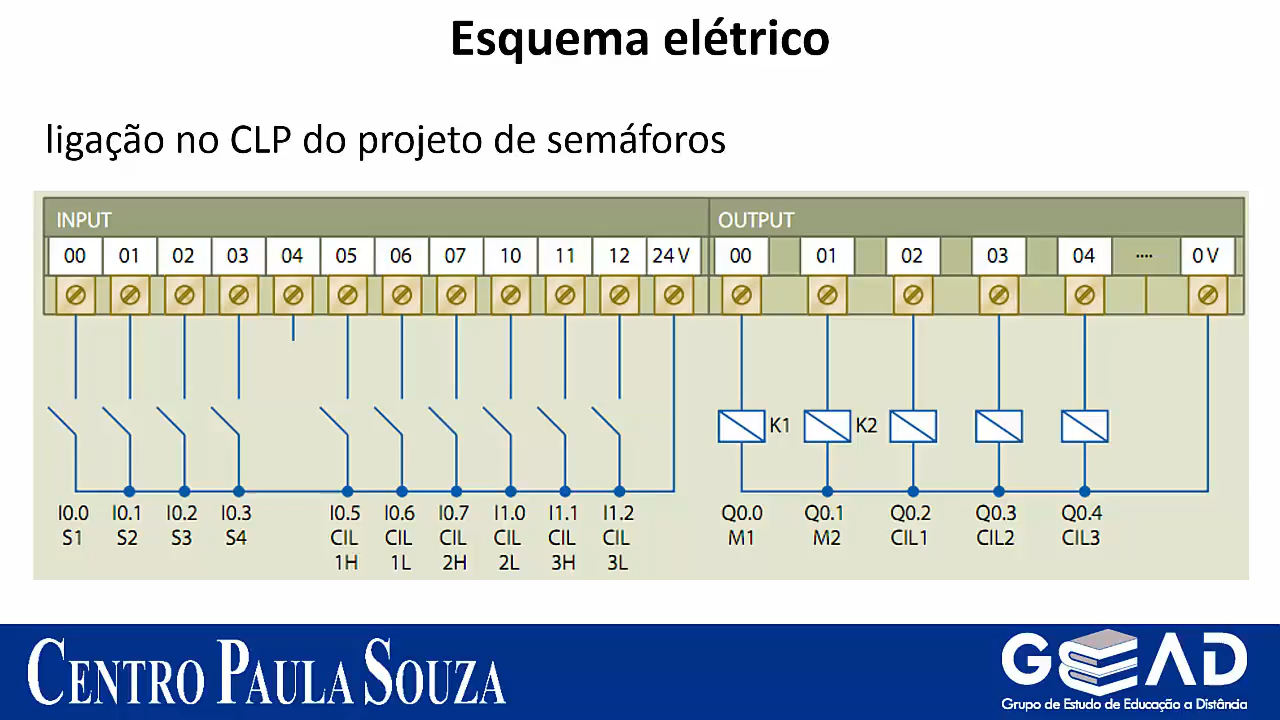 Esquema elétrico
ligação no CLP do projeto de semáforos
INPUT OUTPUT
00 01 02 03 04 05 06 07 10 11 12 24 V 00 01 02 03 04 .... 0 V
K1 K2
I0.0 I0.1 I0.2 I0.3 I0.5 I0.6 I0.7 I1.0 I1.1 I1.2 Q0.0 Q0.1 Q0.2 Q0.3 Q0.4
S1 S2 S3 S4 CIL CIL CIL CIL CIL CIL M1 M2 CIL1 CIL2 CIL3
1H 1L 2H 2L 3H 3L
CENTRO PAULA SOUZA
GEAD
Grupo de Estudo de Educação a Distância